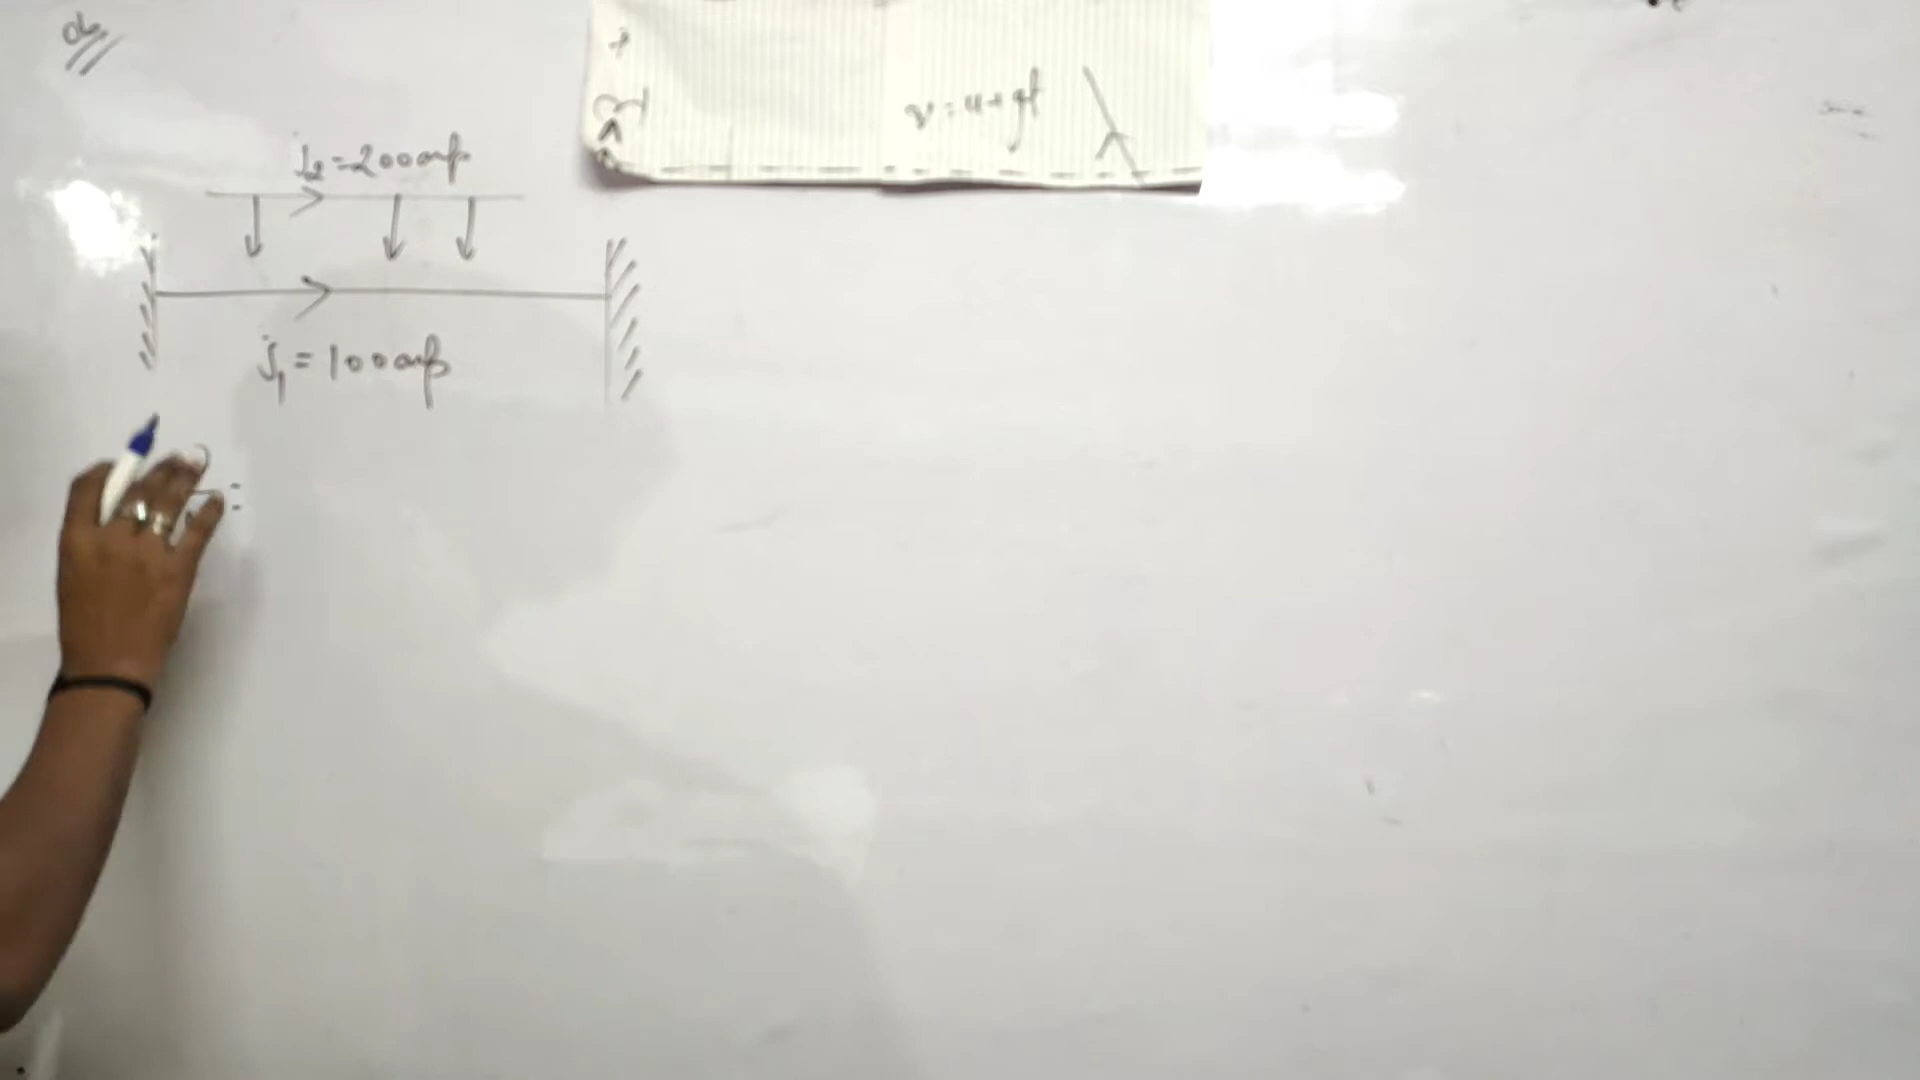 i₂ = 200 amp
i₁ = 100 amp
v = u + gt